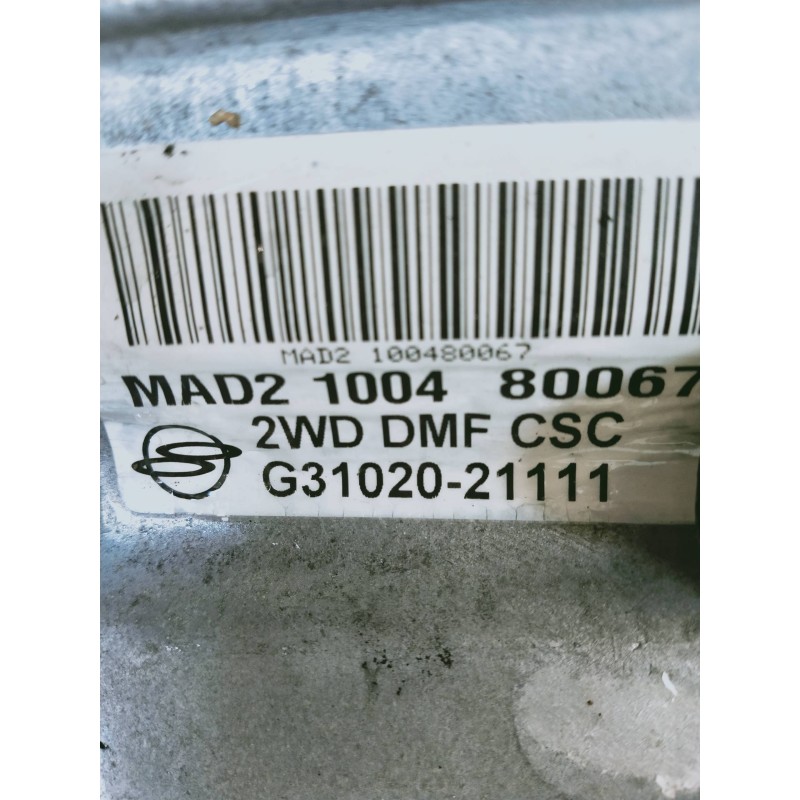 MAD2 100480067
MAD2 1004 80067
2WD DMF CSC
G31020-21111